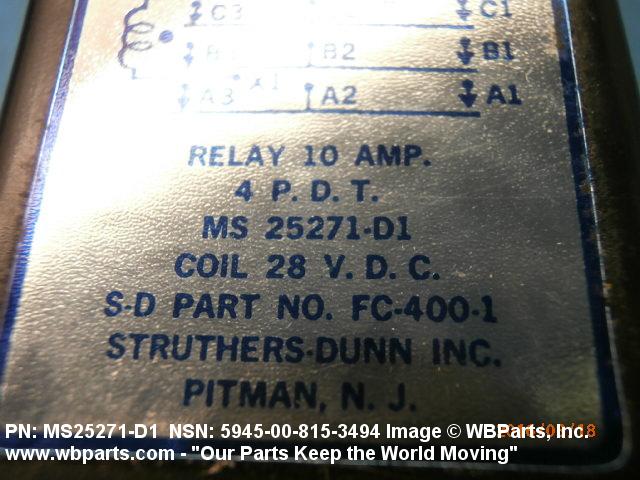 C3 C1
B2 B1
A3 X1 A2 A1
RELAY 10 AMP.
4 P. D. T.
MS 25271-D1
COIL 28 V. D. C.
S-D PART NO. FC-400-1
STRUTHERS-DUNN INC.
PITMAN, N. J.
PN: MS25271-D1 NSN: 5945-00-815-3494 Image © WBParts, Inc.
www.wbparts.com - "Our Parts Keep the World Moving"